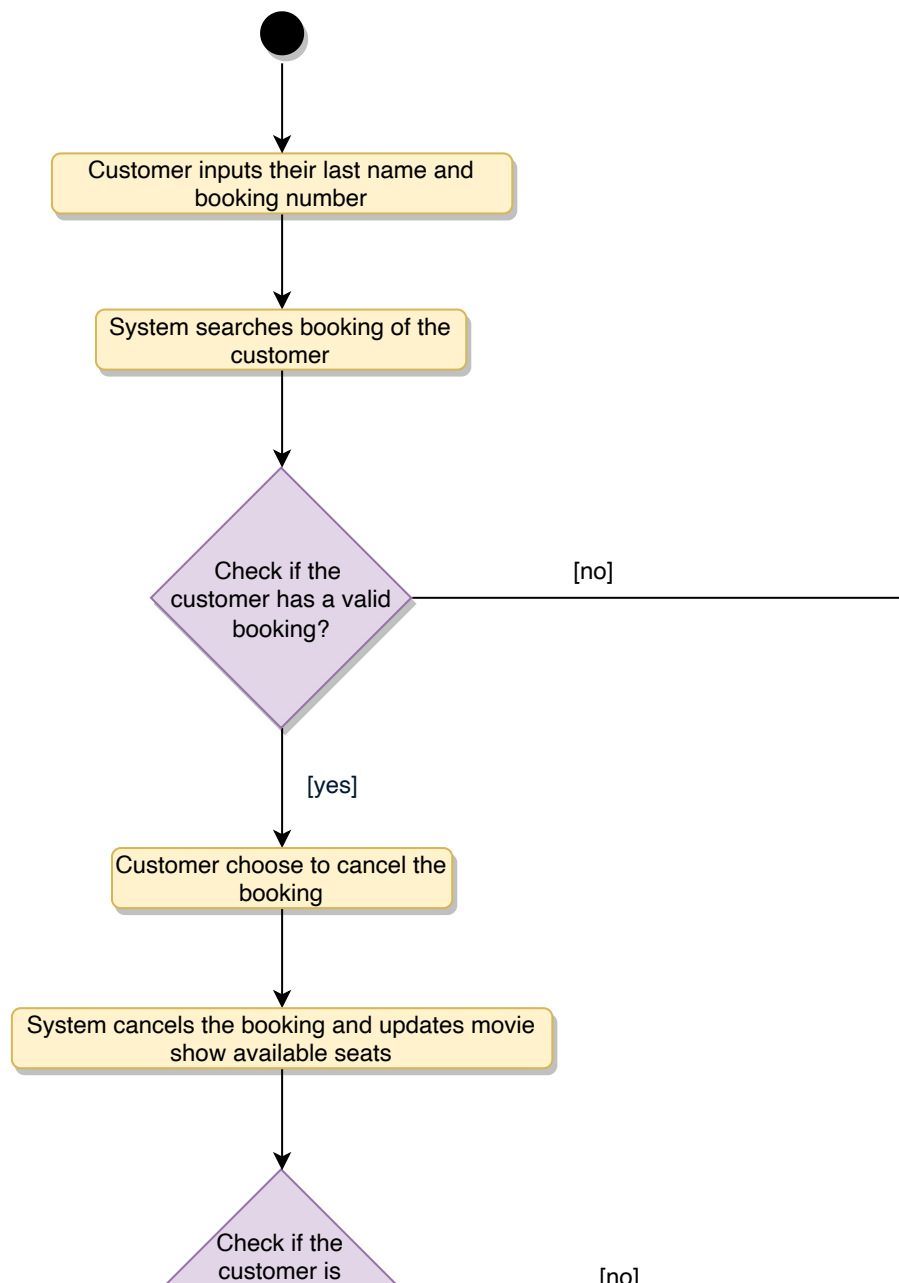 Customer inputs their last name and
booking number
System searches booking of the
customer
Check if the
customer has a valid
booking?
[no]
[yes]
Customer choose to cancel the
booking
System cancels the booking and updates movie
show available seats
Check if the
customer is
[no]